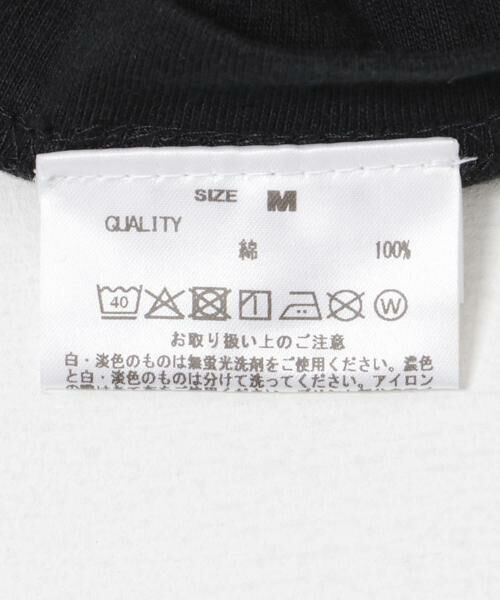 SIZE M
QUALITY
綿 100%
40 W
お取り扱い上のご注意
白・淡色のものは無蛍光洗剤をご使用ください。濃色
と白・淡色のものは分けて洗ってください。アイロン